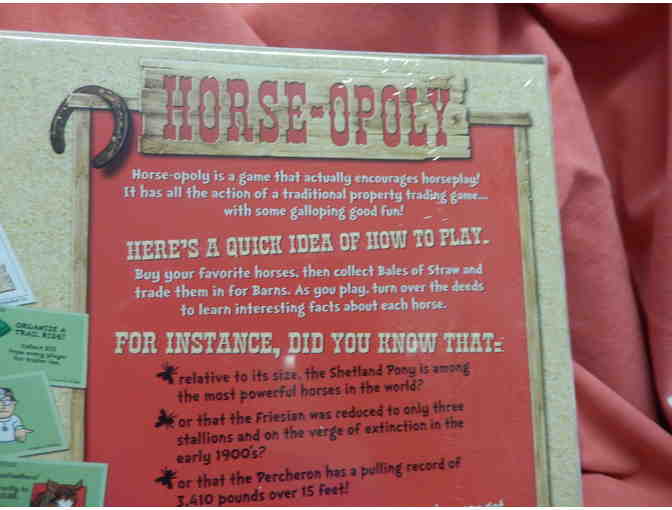 HORSE-OPOLY
Horse-opoly is a game that actually encourages horseplay!
It has all the action of a traditional property trading game...
with some galloping good fun!
HERE'S A QUICK IDEA OF HOW TO PLAY.
Buy your favorite horses, then collect Bales of Straw and
trade them in for Barns. As you play, turn over the deeds
to learn interesting facts about each horse.
FOR INSTANCE, DID YOU KNOW THAT:
relative to its size, the Shetland Pony is among
the most powerful horses in the world?
or that the Friesian was reduced to only three
stallions and on the verge of extinction in the
early 1900's?
or that the Percheron has a pulling record of
3,410 pounds over 15 feet!
ORGANIZE A
TRAIL RIDE!
from every player